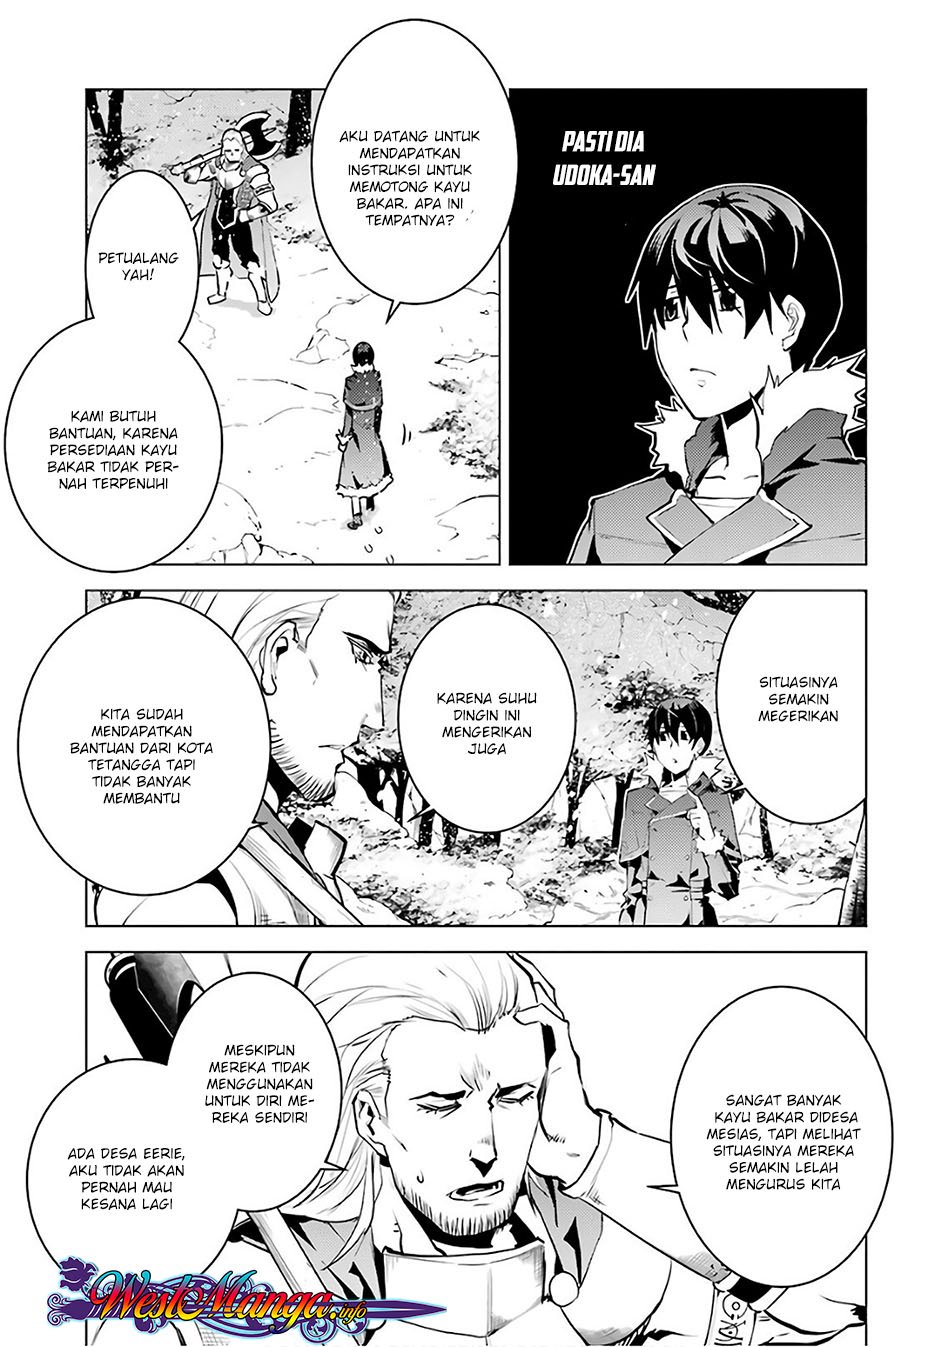 PASTI DIA
UDOKA-SAN
AKU DATANG UNTUK
MENDAPATKAN
INSTRUKSI UNTUK
MEMOTONG KAYU
BAKAR. APA INI
TEMPATNYA?
PETUALANG
YAH!
KAMI BUTUH
BANTUAN, KARENA
PERSEDIAAN KAYU
BAKAR TIDAK PER-
NAH TERPENUHI
SITUASINYA
SEMAKIN
MEGERIKAN
KARENA SUHU
DINGIN INI
MENGERIKAN
JUGA
KITA SUDAH
MENDAPATKAN
BANTUAN DARI KOTA
TETANGGA TAPI
TIDAK BANYAK
MEMBANTU
SANGAT BANYAK
KAYU BAKAR DIDESA
MESIAS, TAPI MELIHAT
SITUASINYA MEREKA
SEMAKIN LELAH
MENGURUS KITA
MESKIPUN
MEREKA TIDAK
MENGGUNAKAN
UNTUK DIRI ME-
REKA SENDIRI
ADA DESA EERIE,
AKU TIDAK AKAN
PERNAH MAU
KESANA LAGI
WestManga.info